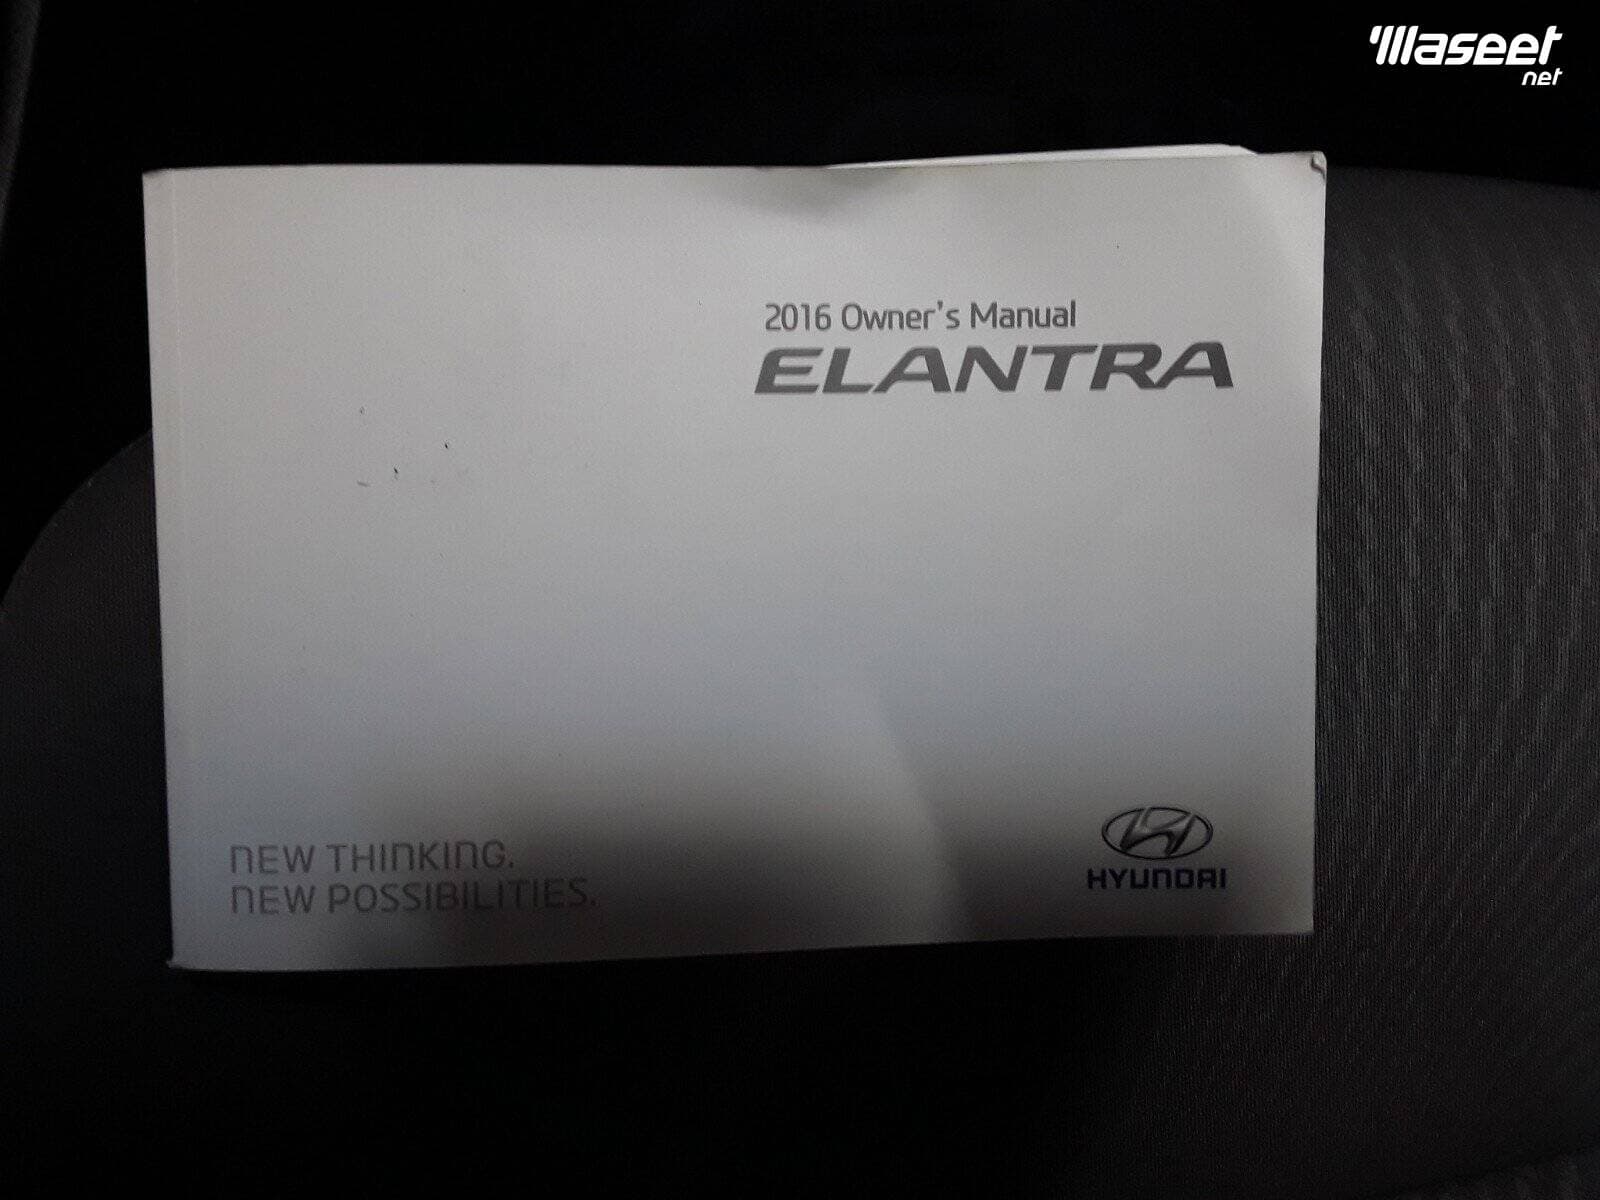 Waseet
net
2016 Owner's Manual
ELANTRA
NEW THINKING.
NEW POSSIBILITIES.
HYUNDAI